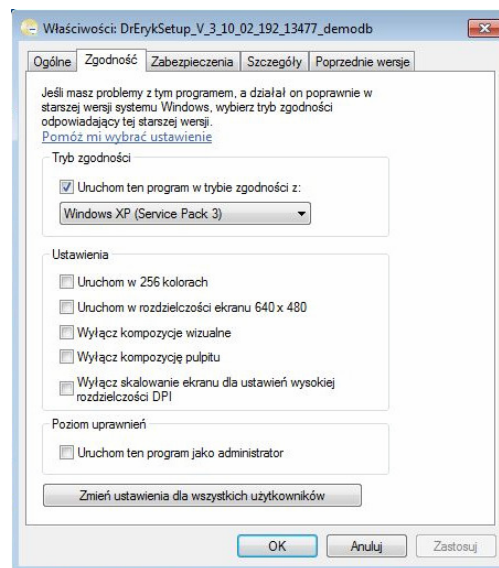 Właściwości: DrErykSetup_V_3_10_02_192_13477_demodb
Ogólne Zgodność Zabezpieczenia Szczegóły Poprzednie wersje
Jeśli masz problemy z tym programem, a działał on poprawnie w
starszej wersji systemu Windows, wybierz tryb zgodności
odpowiadający tej starszej wersji.
Pomóż mi wybrać ustawienie
Tryb zgodności
Uruchom ten program w trybie zgodności z:
Windows XP (Service Pack 3)
Ustawienia
Uruchom w 256 kolorach
Uruchom w rozdzielczości ekranu 640 x 480
Wyłącz kompozycje wizualne
Wyłącz kompozycję pulpitu
Wyłącz skalowanie ekranu dla ustawień wysokiej
rozdzielczości DPI
Poziom uprawnień
Uruchom ten program jako administrator
Zmień ustawienia dla wszystkich użytkowników
OK Anuluj Zastosuj